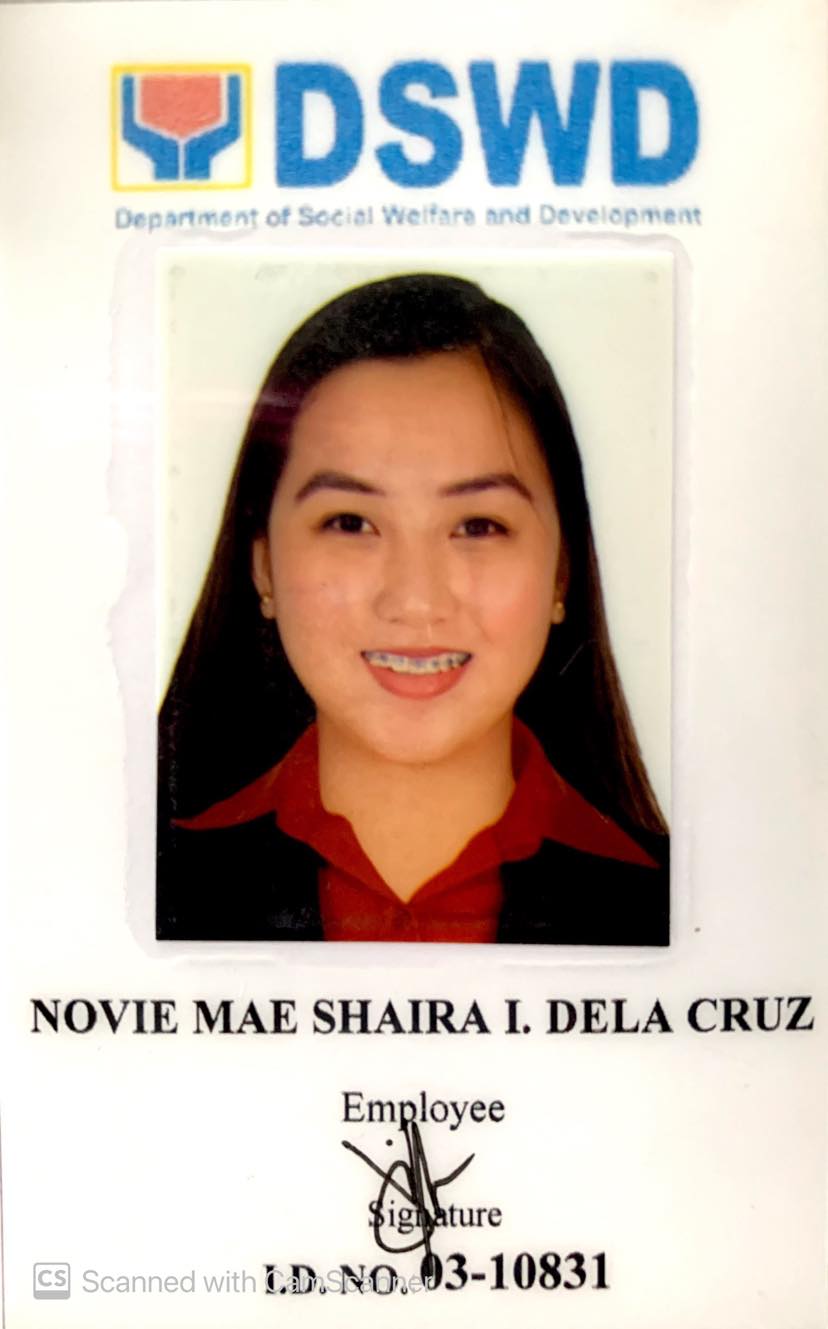 DSWD
Department of Social Welfare and Development
NOVIE MAE SHAIRA I. DELA CRUZ
Employee
Signature
I.D. NO. 03-10831
CS Scanned with CamScanner